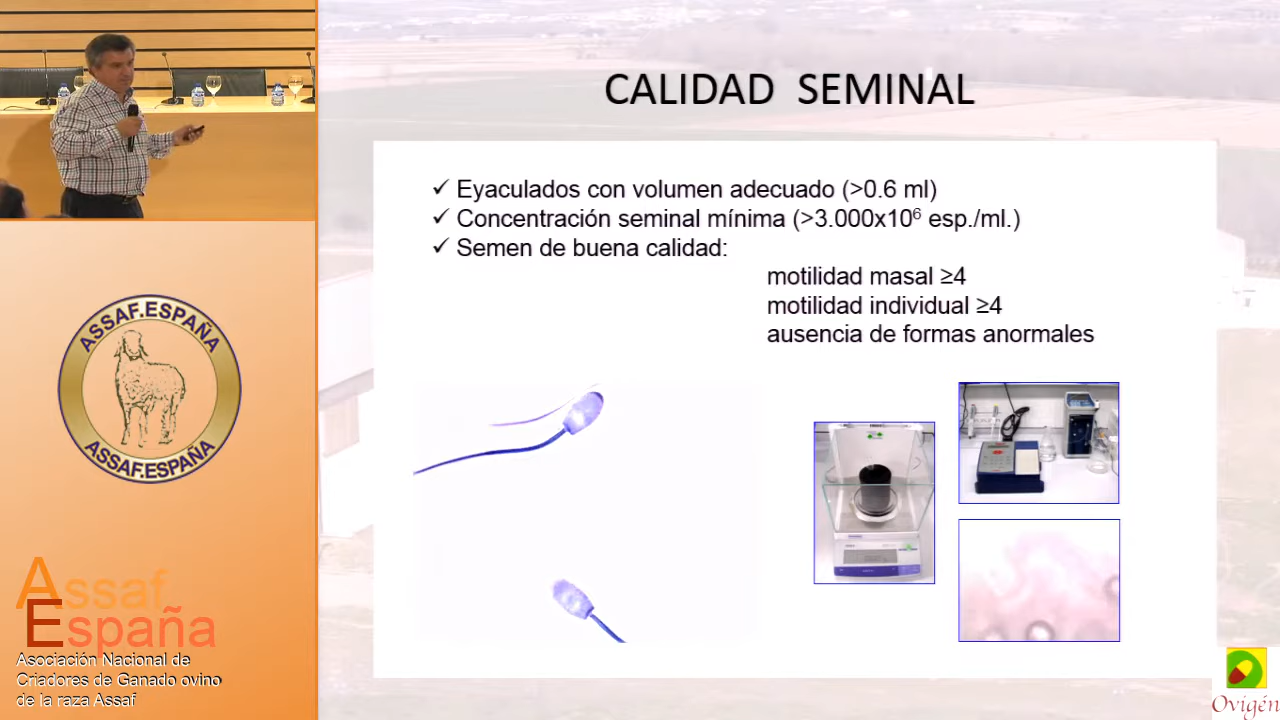 CALIDAD SEMINAL
✓ Eyaculados con volumen adecuado (>0.6 ml)
✓ Concentración seminal mínima (>3.000x10⁶ esp./ml.)
✓ Semen de buena calidad:
motilidad masal ≥4
motilidad individual ≥4
ausencia de formas anormales
ASSAF.ESPAÑA
ASSAF.ESPAÑA
Assaf
España
Asociación Nacional de
Criadores de Ganado ovino
de la raza Assaf
Ovigén